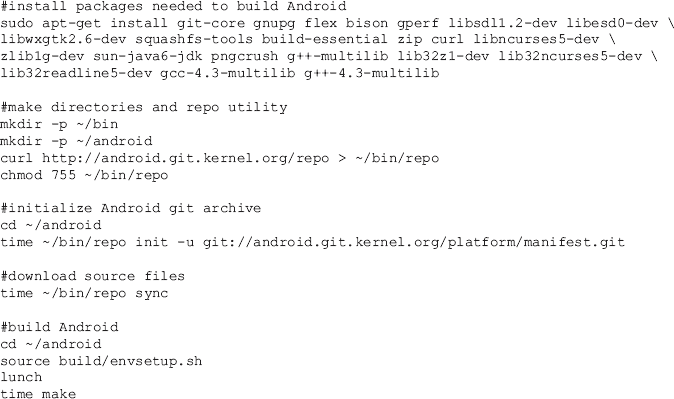 #install packages needed to build Android
sudo apt-get install git-core gnupg flex bison gperf libsdl1.2-dev libesd0-dev \
libwxgtk2.6-dev squashfs-tools build-essential zip curl libncurses5-dev \
zlib1g-dev sun-java6-jdk pngcrush g++-multilib lib32z1-dev lib32ncurses5-dev \
lib32readline5-dev gcc-4.3-multilib g++-4.3-multilib

#make directories and repo utility
mkdir -p ~/bin
mkdir -p ~/android
curl http://android.git.kernel.org/repo > ~/bin/repo
chmod 755 ~/bin/repo

#initialize Android git archive
cd ~/android
time ~/bin/repo init -u git://android.git.kernel.org/platform/manifest.git

#download source files
time ~/bin/repo sync

#build Android
cd ~/android
source build/envsetup.sh
lunch
time make